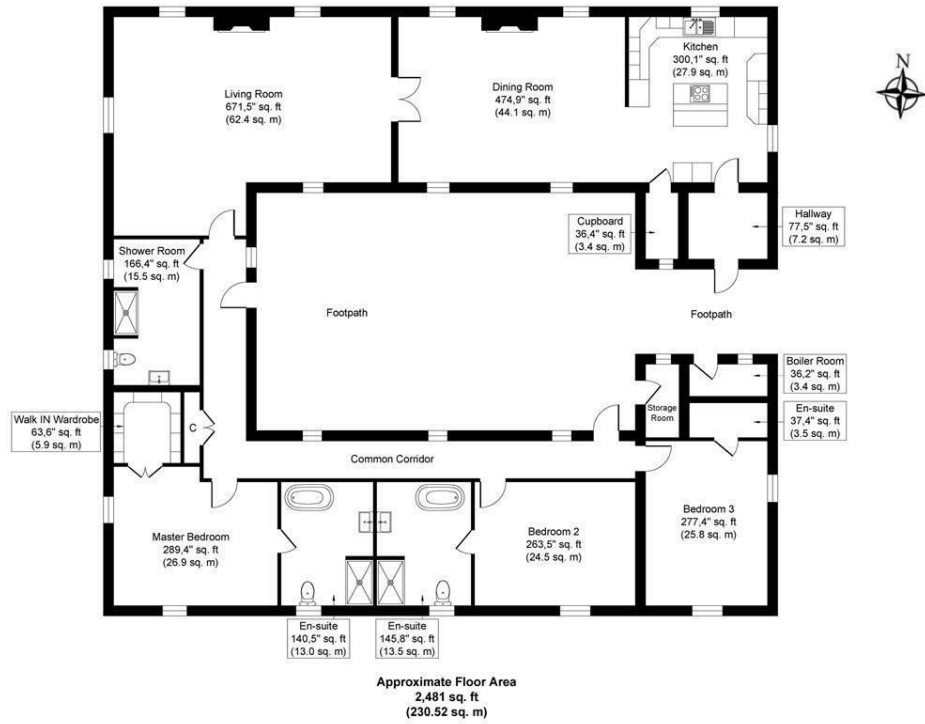 N
Kitchen
300,1" sq. ft
(27.9 sq. m)
Living Room
671,5" sq. ft
(62.4 sq. m)
Dining Room
474,9" sq. ft
(44.1 sq. m)
Cupboard
36,4" sq. ft
(3.4 sq. m)
Hallway
77,5" sq. ft
(7.2 sq. m)
Shower Room
166,4" sq. ft
(15.5 sq. m)
Footpath
Footpath
Boiler Room
36,2" sq. ft
(3.4 sq. m)
Storage
Room
En-suite
37,4" sq. ft
(3.5 sq. m)
Walk IN Wardrobe
63,6" sq. ft
(5.9 sq. m)
C
Common Corridor
Master Bedroom
289,4" sq. ft
(26.9 sq. m)
Bedroom 2
263,5" sq. ft
(24.5 sq. m)
Bedroom 3
277,4" sq. ft
(25.8 sq. m)
En-suite
140,5" sq. ft
(13.0 sq. m)
En-suite
145,8" sq. ft
(13.5 sq. m)
Approximate Floor Area
2,481 sq. ft
(230.52 sq. m)